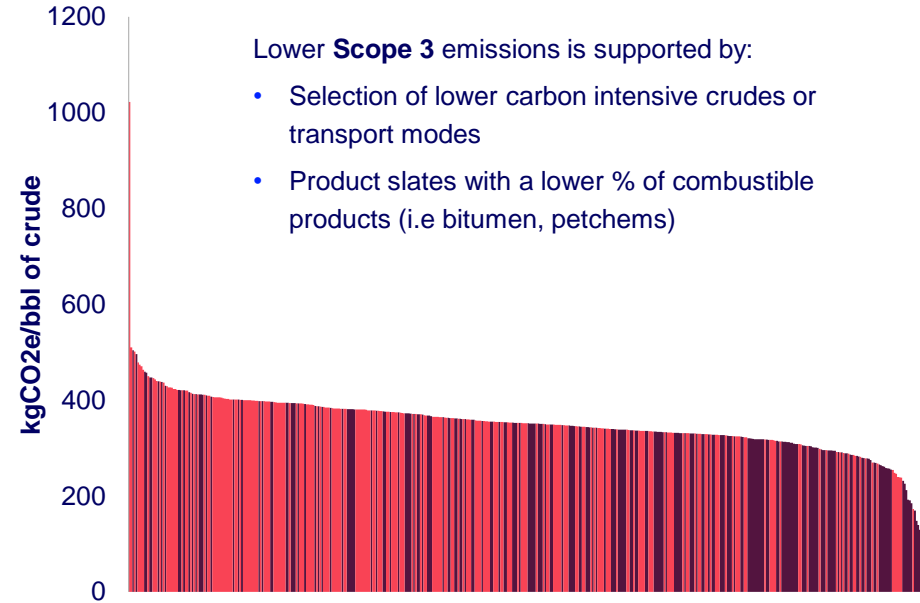 1200
Lower Scope 3 emissions is supported by:
• Selection of lower carbon intensive crudes or
transport modes
• Product slates with a lower % of combustible
products (i.e bitumen, petchems)
1000
800
600
400
200
0
kgCO2e/bbl of crude